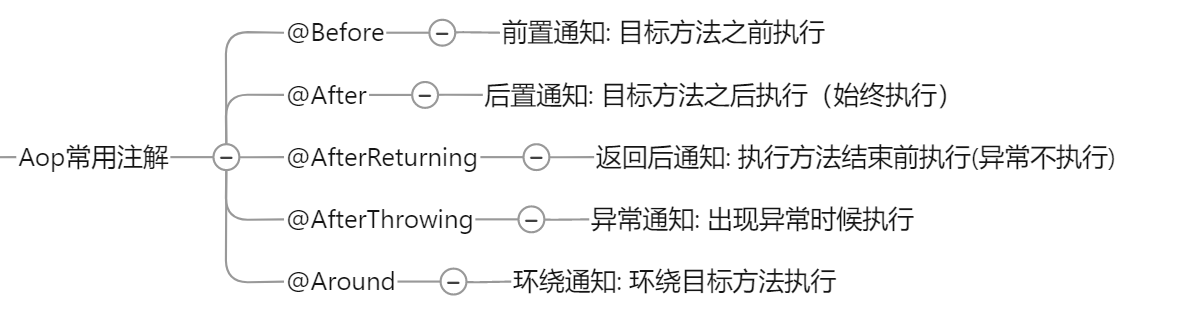 @Before
前置通知: 目标方法之前执行
@After
后置通知: 目标方法之后执行（始终执行）
Aop常用注解
@AfterReturning
返回后通知: 执行方法结束前执行(异常不执行)
@AfterThrowing
异常通知: 出现异常时候执行
@Around
环绕通知: 环绕目标方法执行